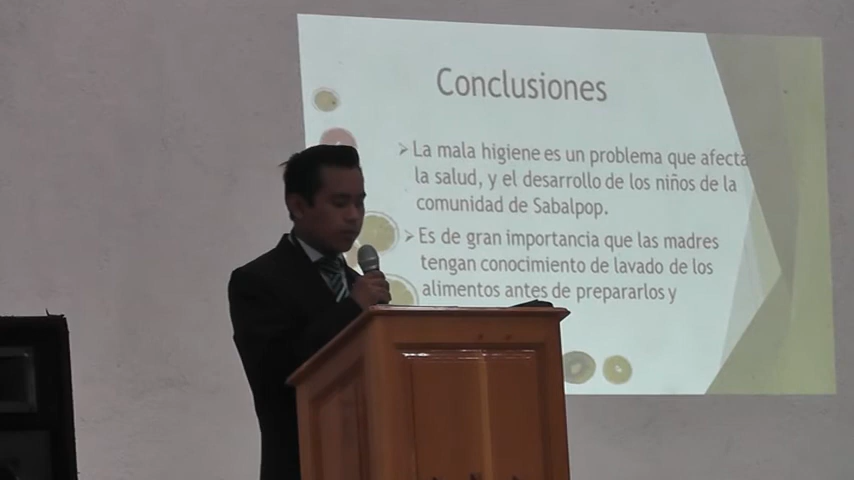 Conclusiones
La mala higiene es un problema que afecta
la salud, y el desarrollo de los niños de la
comunidad de Sabalpop.
Es de gran importancia que las madres
tengan conocimiento de lavado de los
alimentos antes de prepararlos y